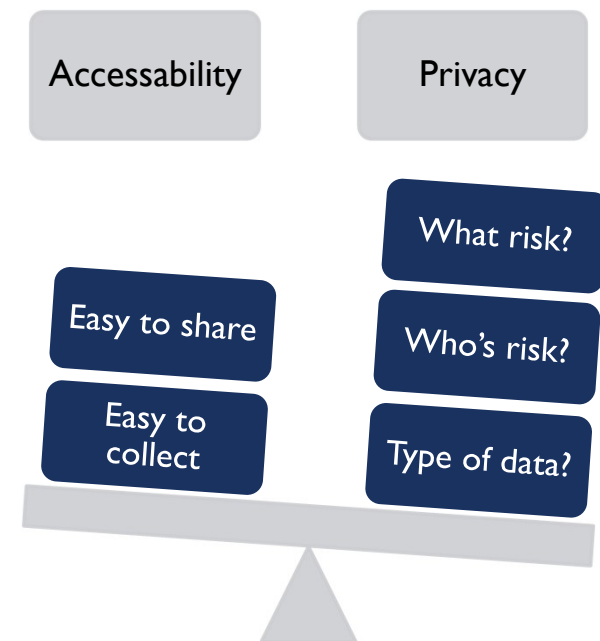 Accessability
Privacy
Easy to share
Easy to
collect
What risk?
Who’s risk?
Type of data?